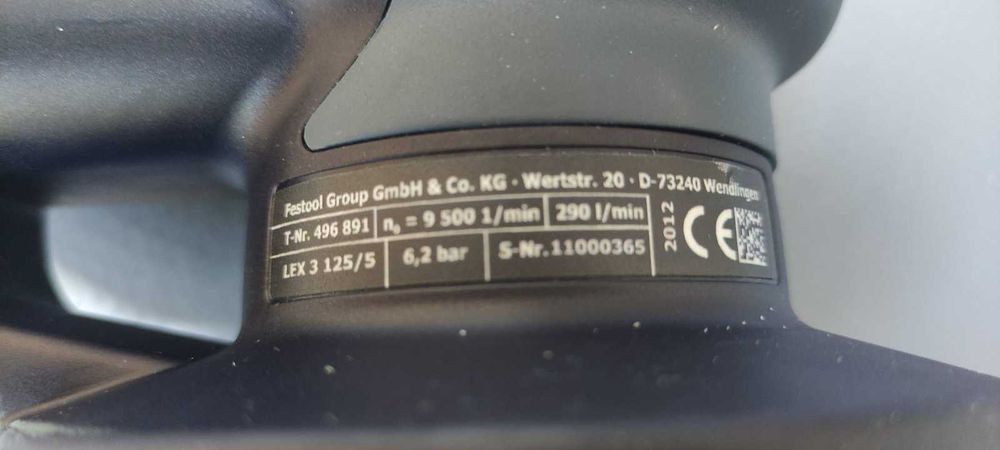 Festool Group GmbH & Co. KG · Wertstr. 20 · D-73240 Wendlingen
T-Nr. 496 891 n₀ = 9 500 1/min 290 l/min
LEX 3 125/5 6,2 bar S-Nr.11000365
2012 CE